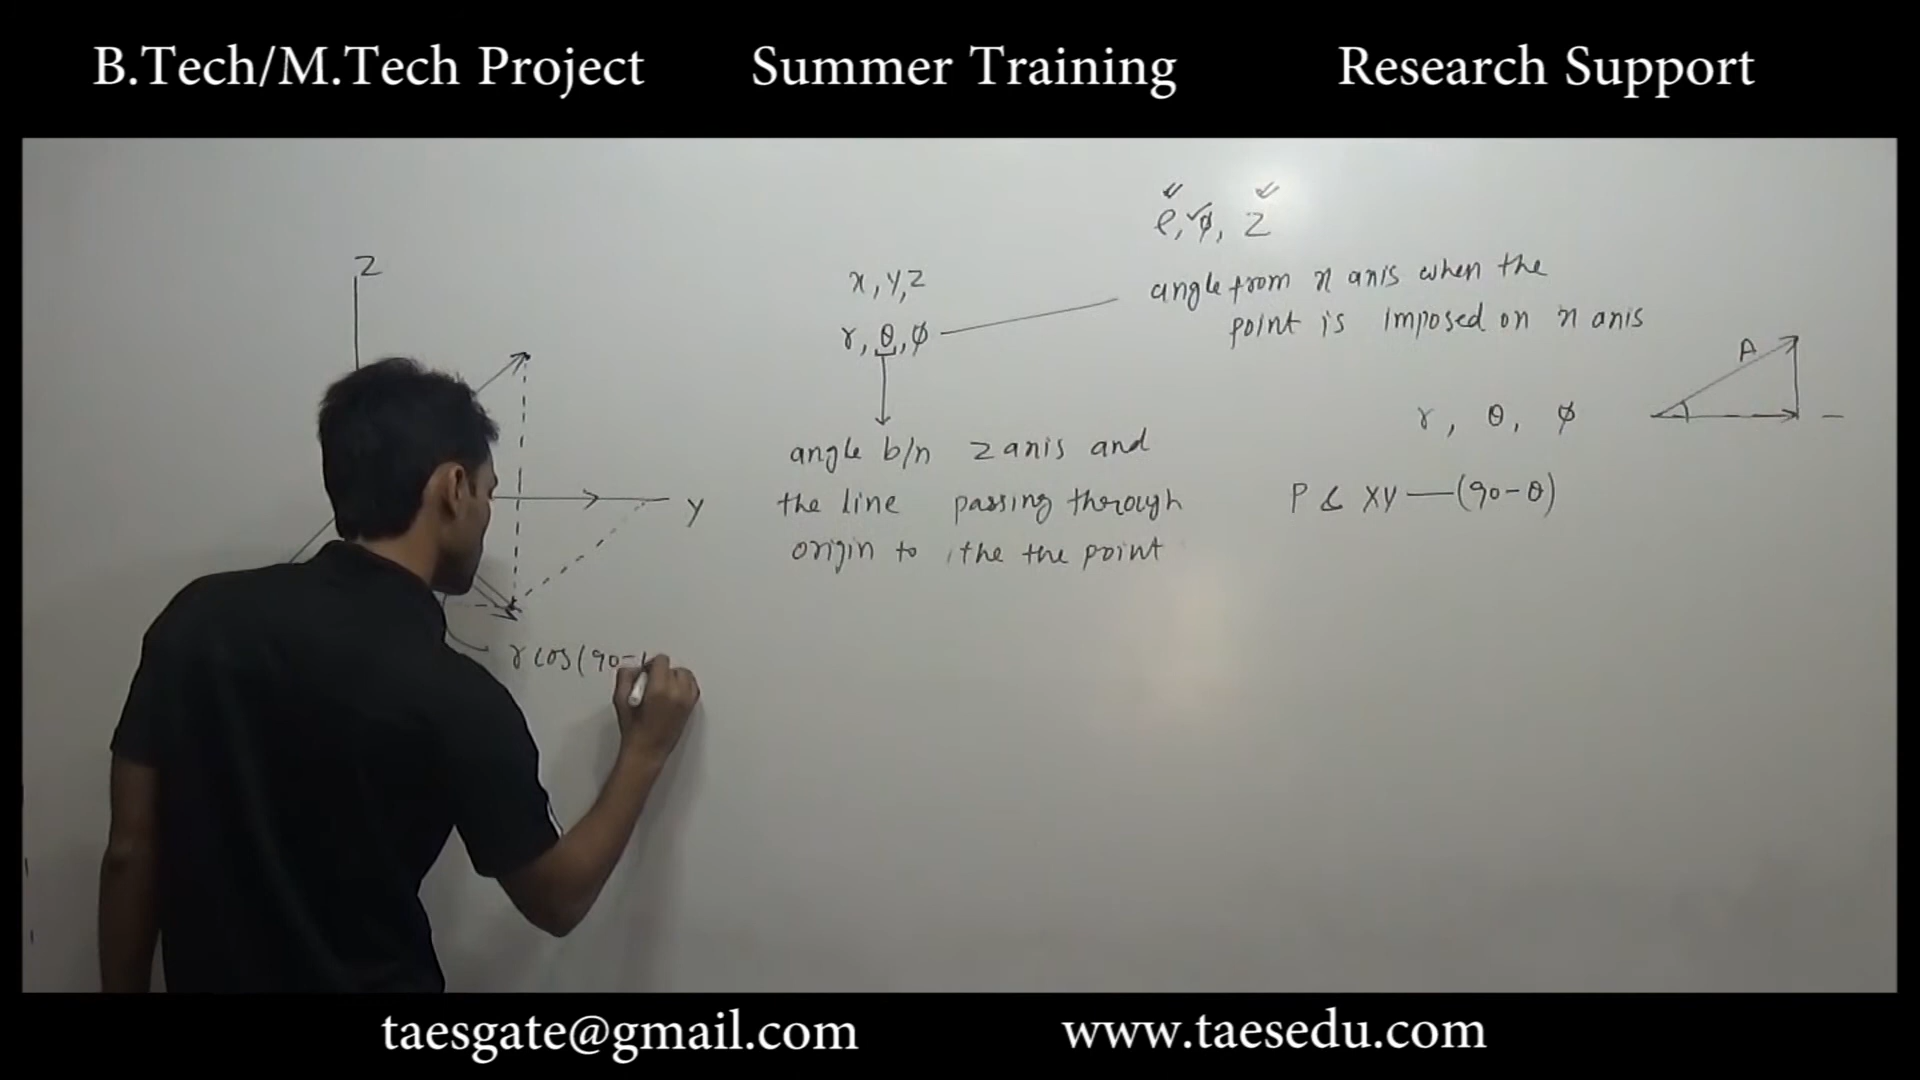 B.Tech/M.Tech Project Summer Training Research Support
ρ, φ, z
z
x, y, z
r, θ, φ
angle from x axis when the
point is imposed on x axis
A
r, θ, φ
angle b/n z axis and
the line passing through
origin to the the point
P & XY — (90-θ)
y
r cos(90-
taesgate@gmail.com www.taesedu.com